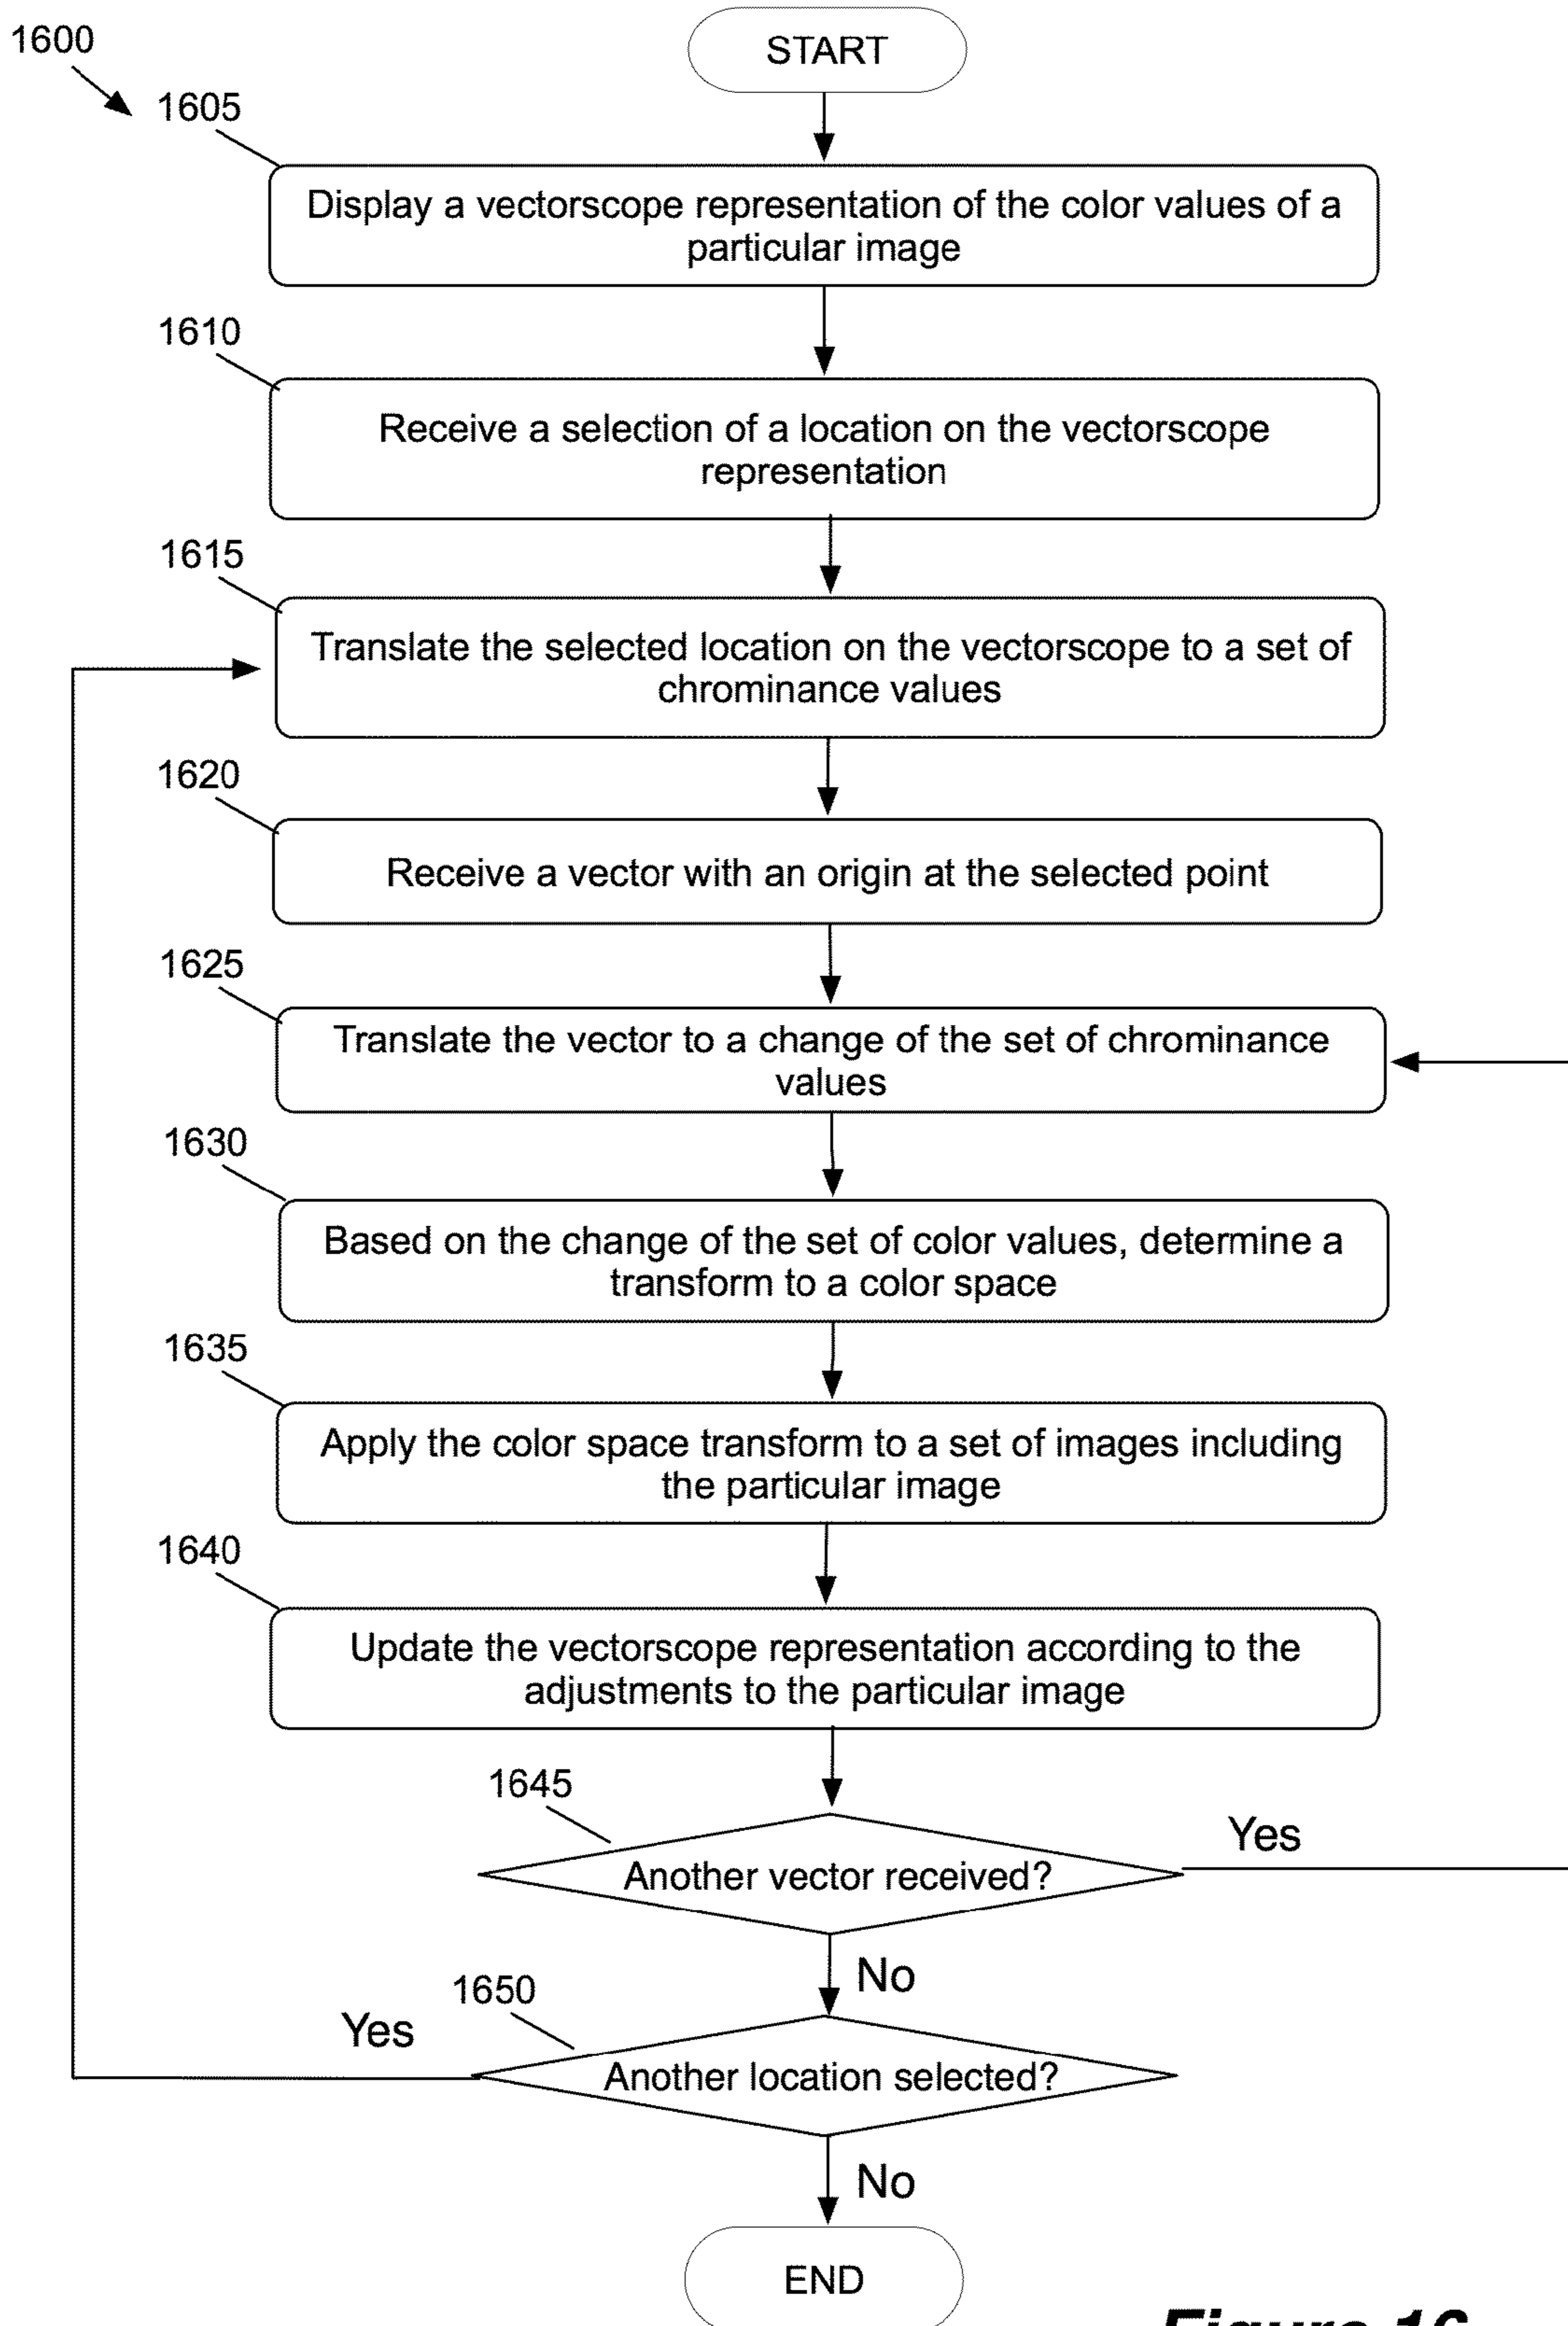 1600
START
1605
Display a vectorscope representation of the color values of a
particular image
1610
Receive a selection of a location on the vectorscope
representation
1615
Translate the selected location on the vectorscope to a set of
chrominance values
1620
Receive a vector with an origin at the selected point
1625
Translate the vector to a change of the set of chrominance
values
1630
Based on the change of the set of color values, determine a
transform to a color space
1635
Apply the color space transform to a set of images including
the particular image
1640
Update the vectorscope representation according to the
adjustments to the particular image
1645
Yes
Another vector received?
No
1650
Yes
Another location selected?
No
END
Figure 16